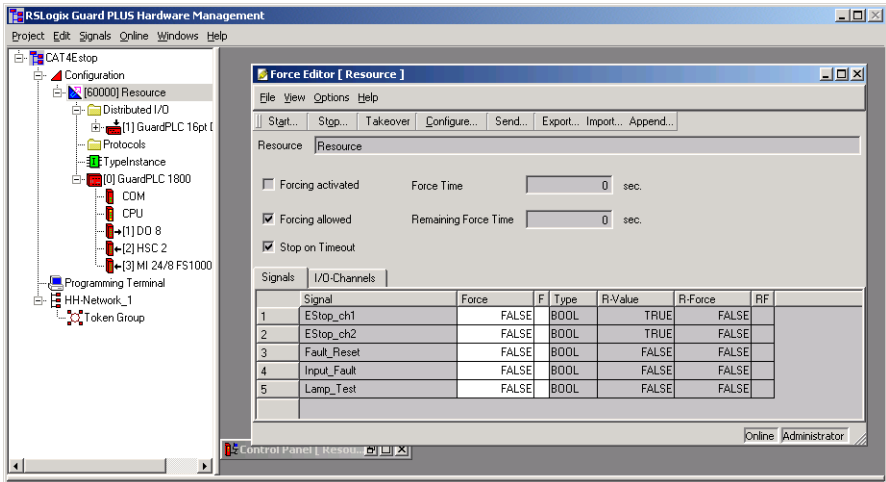 RSLogix Guard PLUS Hardware Management
Project Edit Signals Online Windows Help
CAT4Estop
Configuration
[60000] Resource
Distributed I/O
[1] GuardPLC 16pt
Protocols
TypeInstance
[0] GuardPLC 1800
COM
CPU
[1] DO 8
[2] HSC 2
[3] MI 24/8 FS1000
Programming Terminal
HH-Network_1
Token Group
Force Editor [ Resource ]
File View Options Help
Start... Stop... Takeover Configure... Send... Export... Import... Append...
Resource Resource
Forcing activated Force Time 0 sec.
Forcing allowed Remaining Force Time 0 sec.
Stop on Timeout
Signals I/O-Channels
Signal Force F Type R-Value R-Force RF
1 EStop_ch1 FALSE BOOL TRUE FALSE
2 EStop_ch2 FALSE BOOL TRUE FALSE
3 Fault_Reset FALSE BOOL FALSE FALSE
4 Input_Fault FALSE BOOL FALSE FALSE
5 Lamp_Test FALSE BOOL FALSE FALSE
Online Administrator
Control Panel [ Resou...